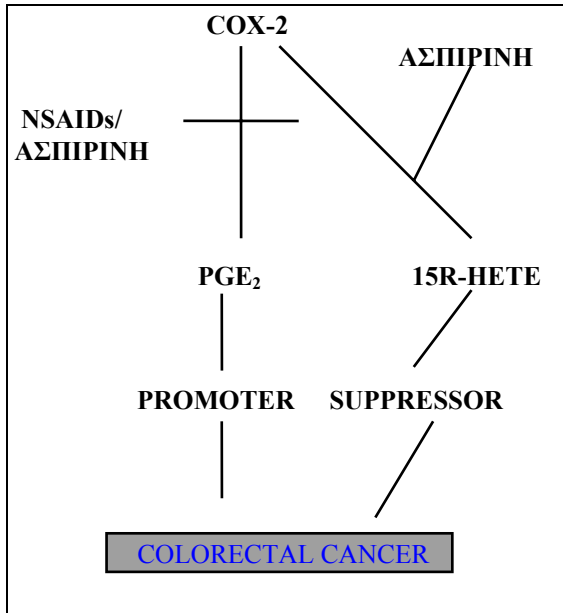 COX-2
ΑΣΠΙΡΙΝΗ
NSAIDs/
ΑΣΠΙΡΙΝΗ
PGE₂
15R-HETE
PROMOTER
SUPPRESSOR
COLORECTAL CANCER